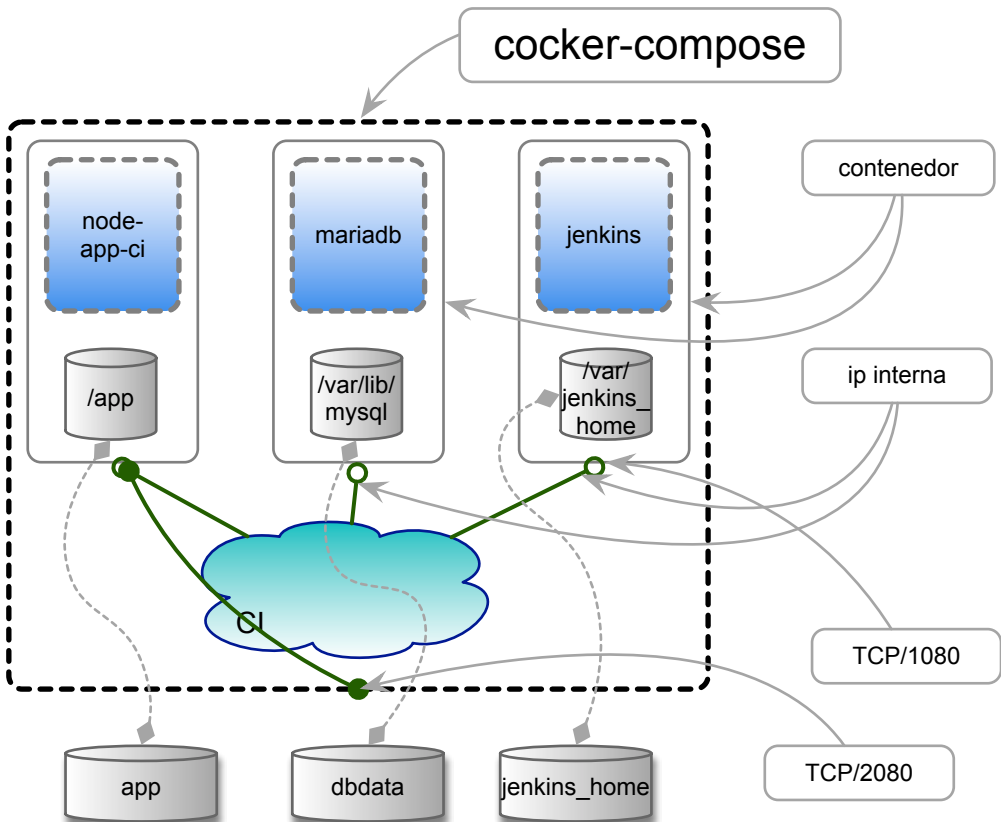 cocker-compose
node-
app-ci
mariadb
jenkins
contenedor
/app
/var/lib/
mysql
/var/
jenkins_
home
ip interna
CI
TCP/1080
TCP/2080
app
dbdata
jenkins_home